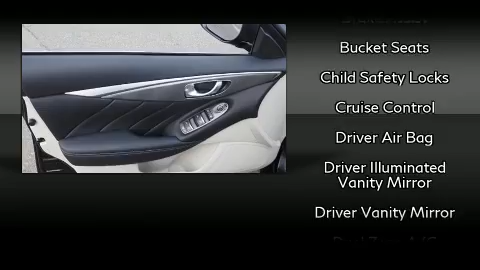 Bucket Seats
Child Safety Locks
Cruise Control
Driver Air Bag
Driver Illuminated
Vanity Mirror
Driver Vanity Mirror